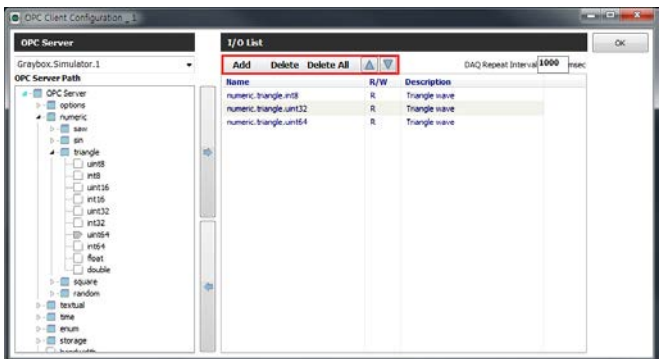 OPC Client Configuration _ 1
OPC Server
Graybox.Simulator.1
OPC Server Path
OPC Server
options
numeric
saw
sin
triangle
uint8
int8
uint16
int16
uint32
int32
uint64
int64
float
double
square
random
textual
time
enum
storage
bandwidth
I/O List
Add Delete Delete All
DAQ Repeat Interval 1000 msec
Name R/W Description
numeric.triangle.int8 R Triangle wave
numeric.triangle.uint32 R Triangle wave
numeric.triangle.uint64 R Triangle wave
OK